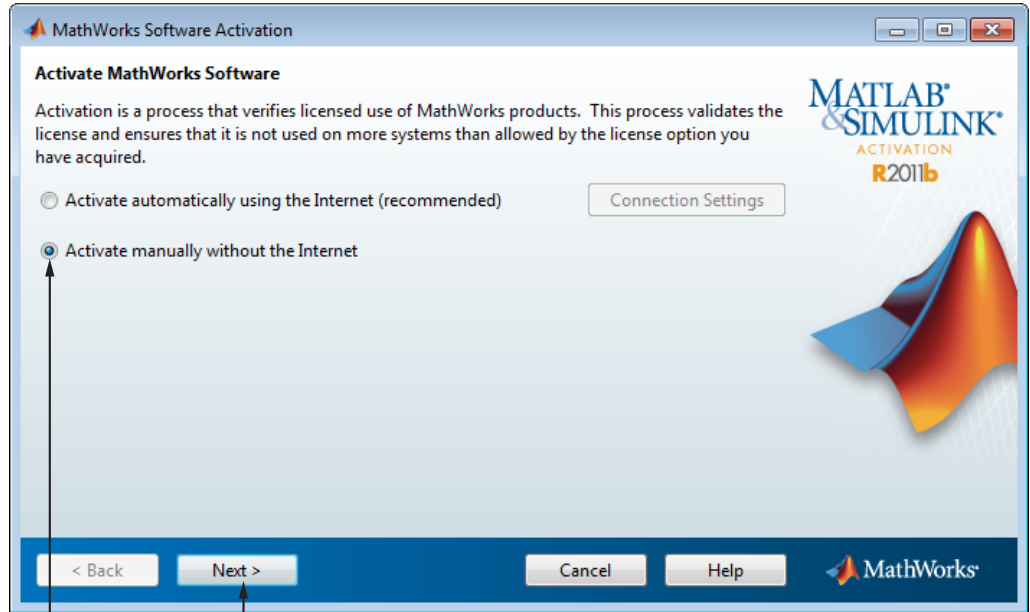 MathWorks Software Activation
Activate MathWorks Software
Activation is a process that verifies licensed use of MathWorks products. This process validates the
license and ensures that it is not used on more systems than allowed by the license option you
have acquired.
Activate automatically using the Internet (recommended)
Connection Settings
Activate manually without the Internet
MATLAB®
&SIMULINK®
ACTIVATION
R2011b
< Back
Next >
Cancel
Help
MathWorks®